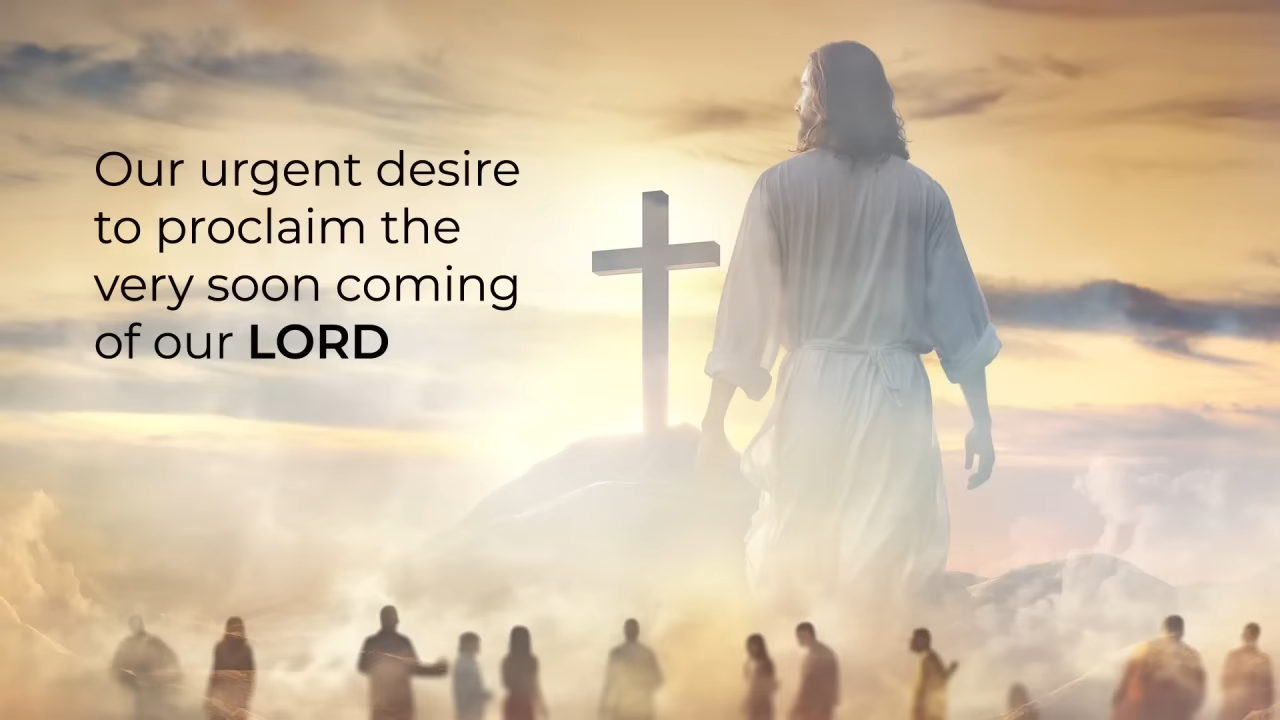 Our urgent desire
to proclaim the
very soon coming
of our LORD